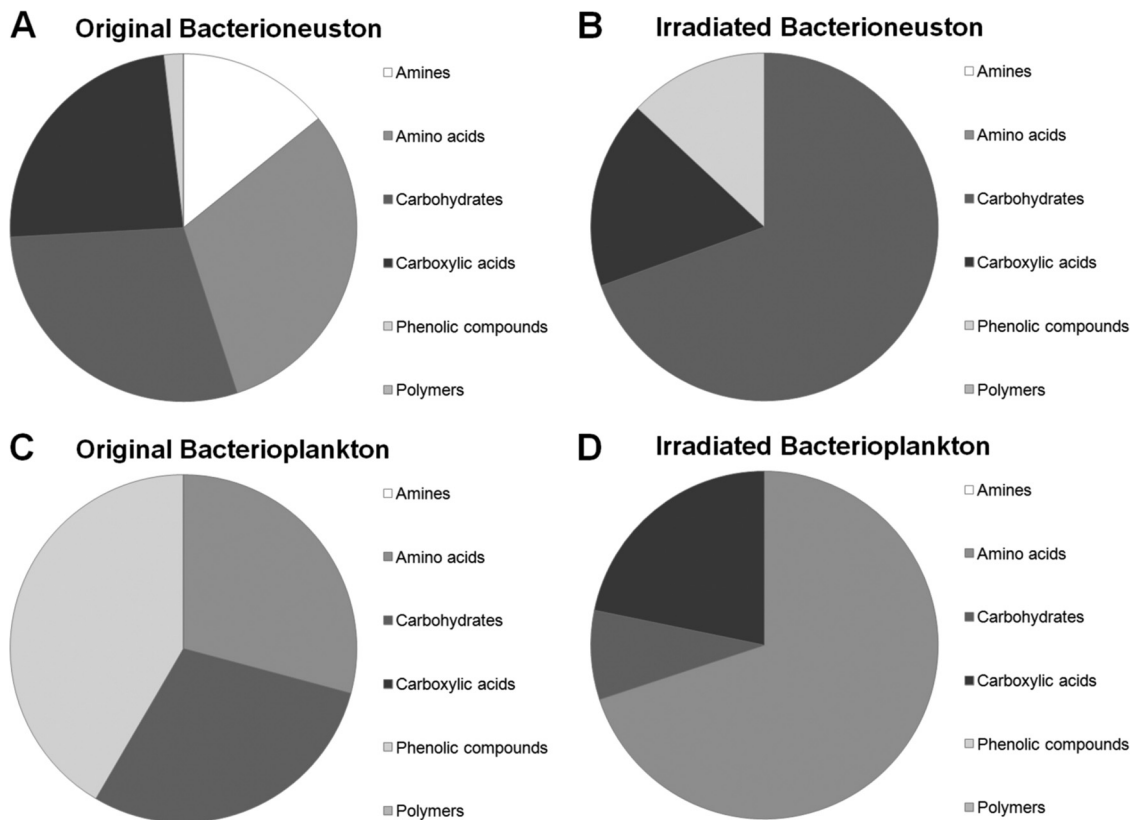 A Original Bacterioneuston
Amines
Amino acids
Carbohydrates
Carboxylic acids
Phenolic compounds
Polymers
B Irradiated Bacterioneuston
Amines
Amino acids
Carbohydrates
Carboxylic acids
Phenolic compounds
Polymers
C Original Bacterioplankton
Amines
Amino acids
Carbohydrates
Carboxylic acids
Phenolic compounds
Polymers
D Irradiated Bacterioplankton
Amines
Amino acids
Carbohydrates
Carboxylic acids
Phenolic compounds
Polymers